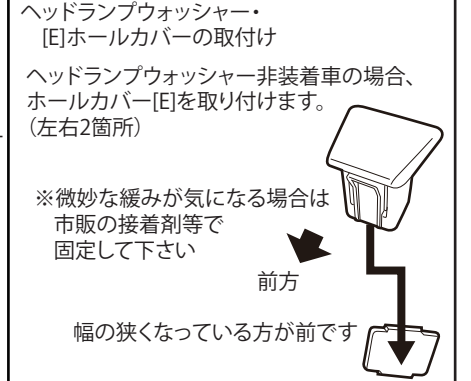 ヘッドランプウォッシャー・
[E]ホールカバーの取付け
ヘッドランプウォッシャー非装着車の場合、
ホールカバー[E]を取り付けます。
(左右2箇所)
※微妙な緩みが気になる場合は
市販の接着剤等で
固定して下さい
前方
幅の狭くなっている方が前です